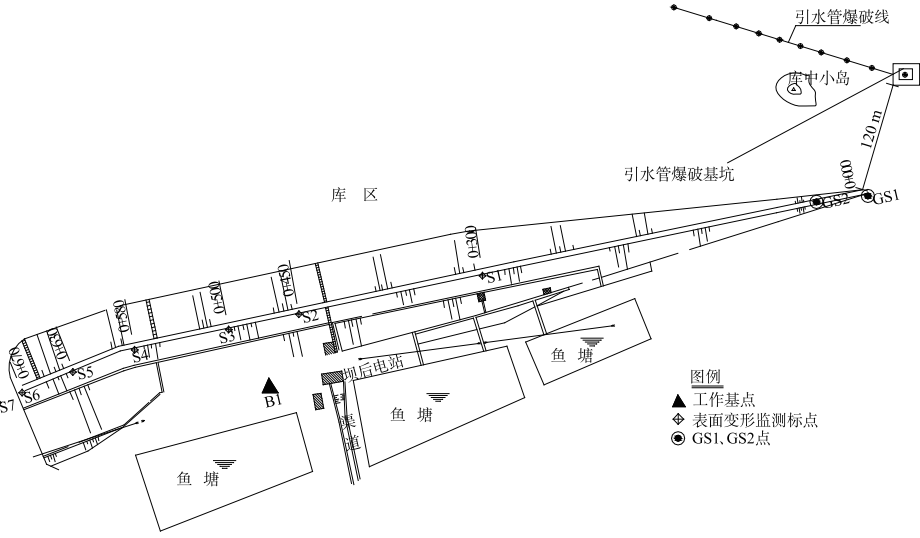 引水管爆破线
库中小岛
120 m
引水管爆破基坑
0+000
库 区
GS2
GS1
0+300
S1
0+450
S2
0+500
S3
0+585
S4
0+630
S5
0+670
S6
S7
坝后电站
B1
渠
道
鱼 塘
鱼 塘
鱼 塘
图例
工作基点
表面变形监测标点
GS1、GS2点